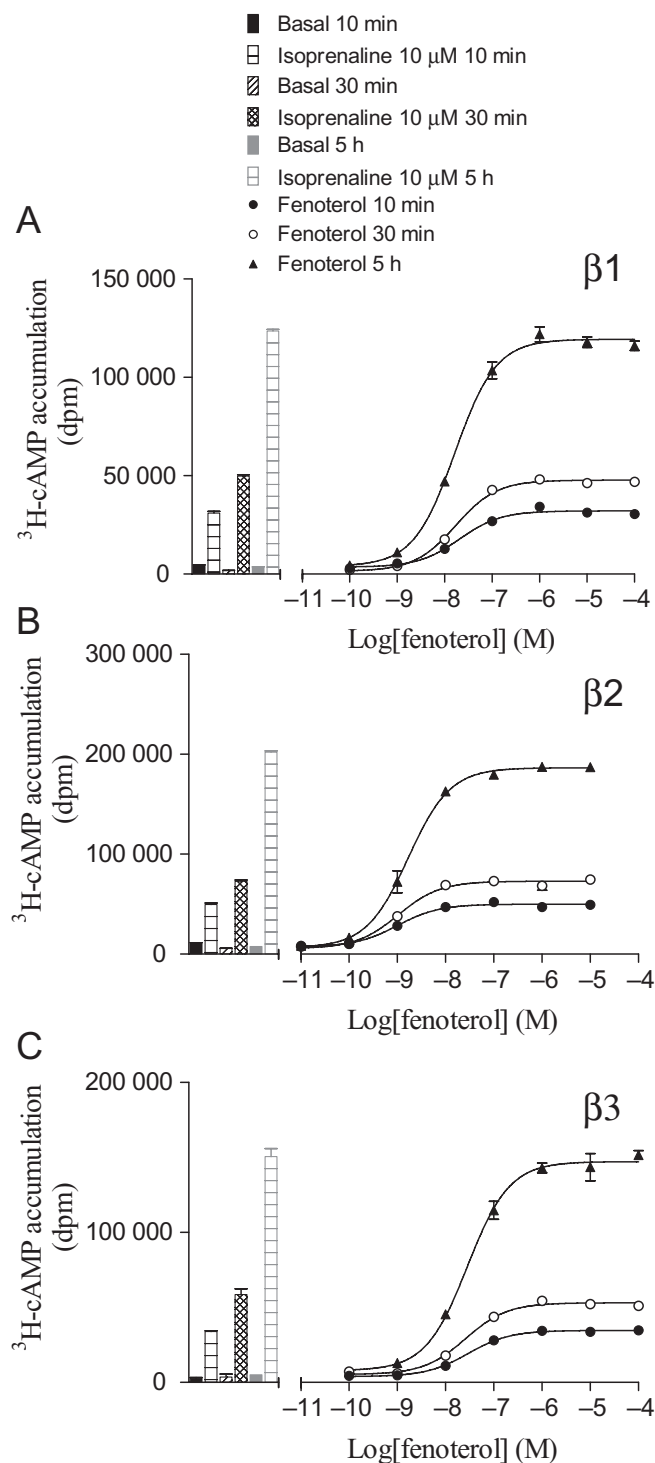 Basal 10 min
Isoprenaline 10 μM 10 min
Basal 30 min
Isoprenaline 10 μM 30 min
Basal 5 h
Isoprenaline 10 μM 5 h
Fenoterol 10 min
Fenoterol 30 min
Fenoterol 5 h
A
β1
³H-cAMP accumulation
(dpm)
150 000
100 000
50 000
0
–11 –10 –9 –8 –7 –6 –5 –4
Log[fenoterol] (M)
B
β2
³H-cAMP accumulation
(dpm)
300 000
200 000
100 000
0
–11 –10 –9 –8 –7 –6 –5 –4
Log[fenoterol] (M)
C
β3
³H-cAMP accumulation
(dpm)
200 000
100 000
0
–11 –10 –9 –8 –7 –6 –5 –4
Log[fenoterol] (M)